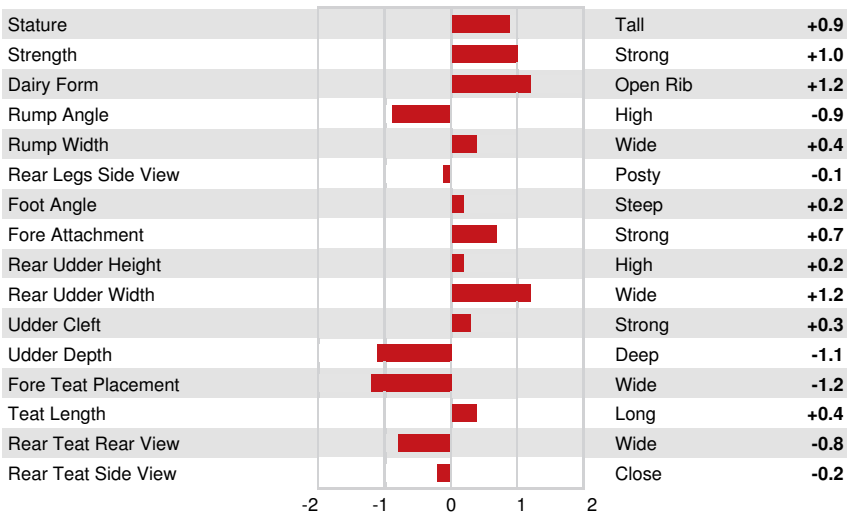 Stature Tall +0.9
Strength Strong +1.0
Dairy Form Open Rib +1.2
Rump Angle High -0.9
Rump Width Wide +0.4
Rear Legs Side View Posty -0.1
Foot Angle Steep +0.2
Fore Attachment Strong +0.7
Rear Udder Height High +0.2
Rear Udder Width Wide +1.2
Udder Cleft Strong +0.3
Udder Depth Deep -1.1
Fore Teat Placement Wide -1.2
Teat Length Long +0.4
Rear Teat Rear View Wide -0.8
Rear Teat Side View Close -0.2
-2 -1 0 1 2